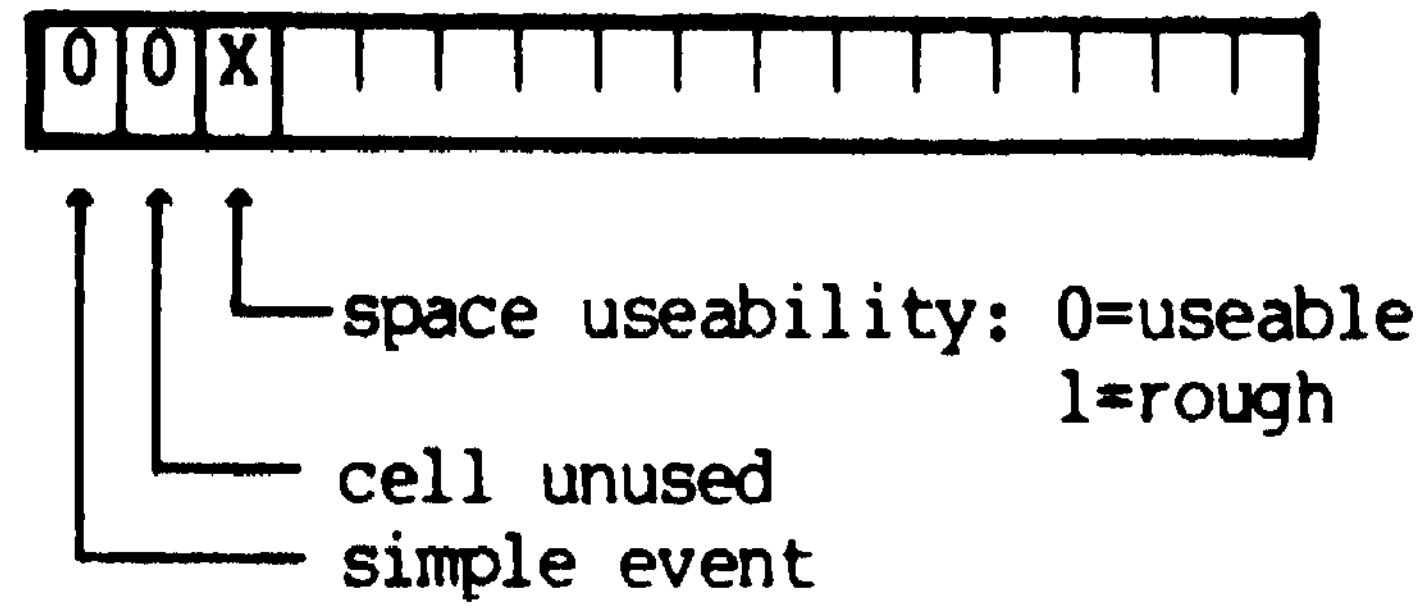 0 0 X
space useability: 0=useable
1=rough
cell unused
simple event